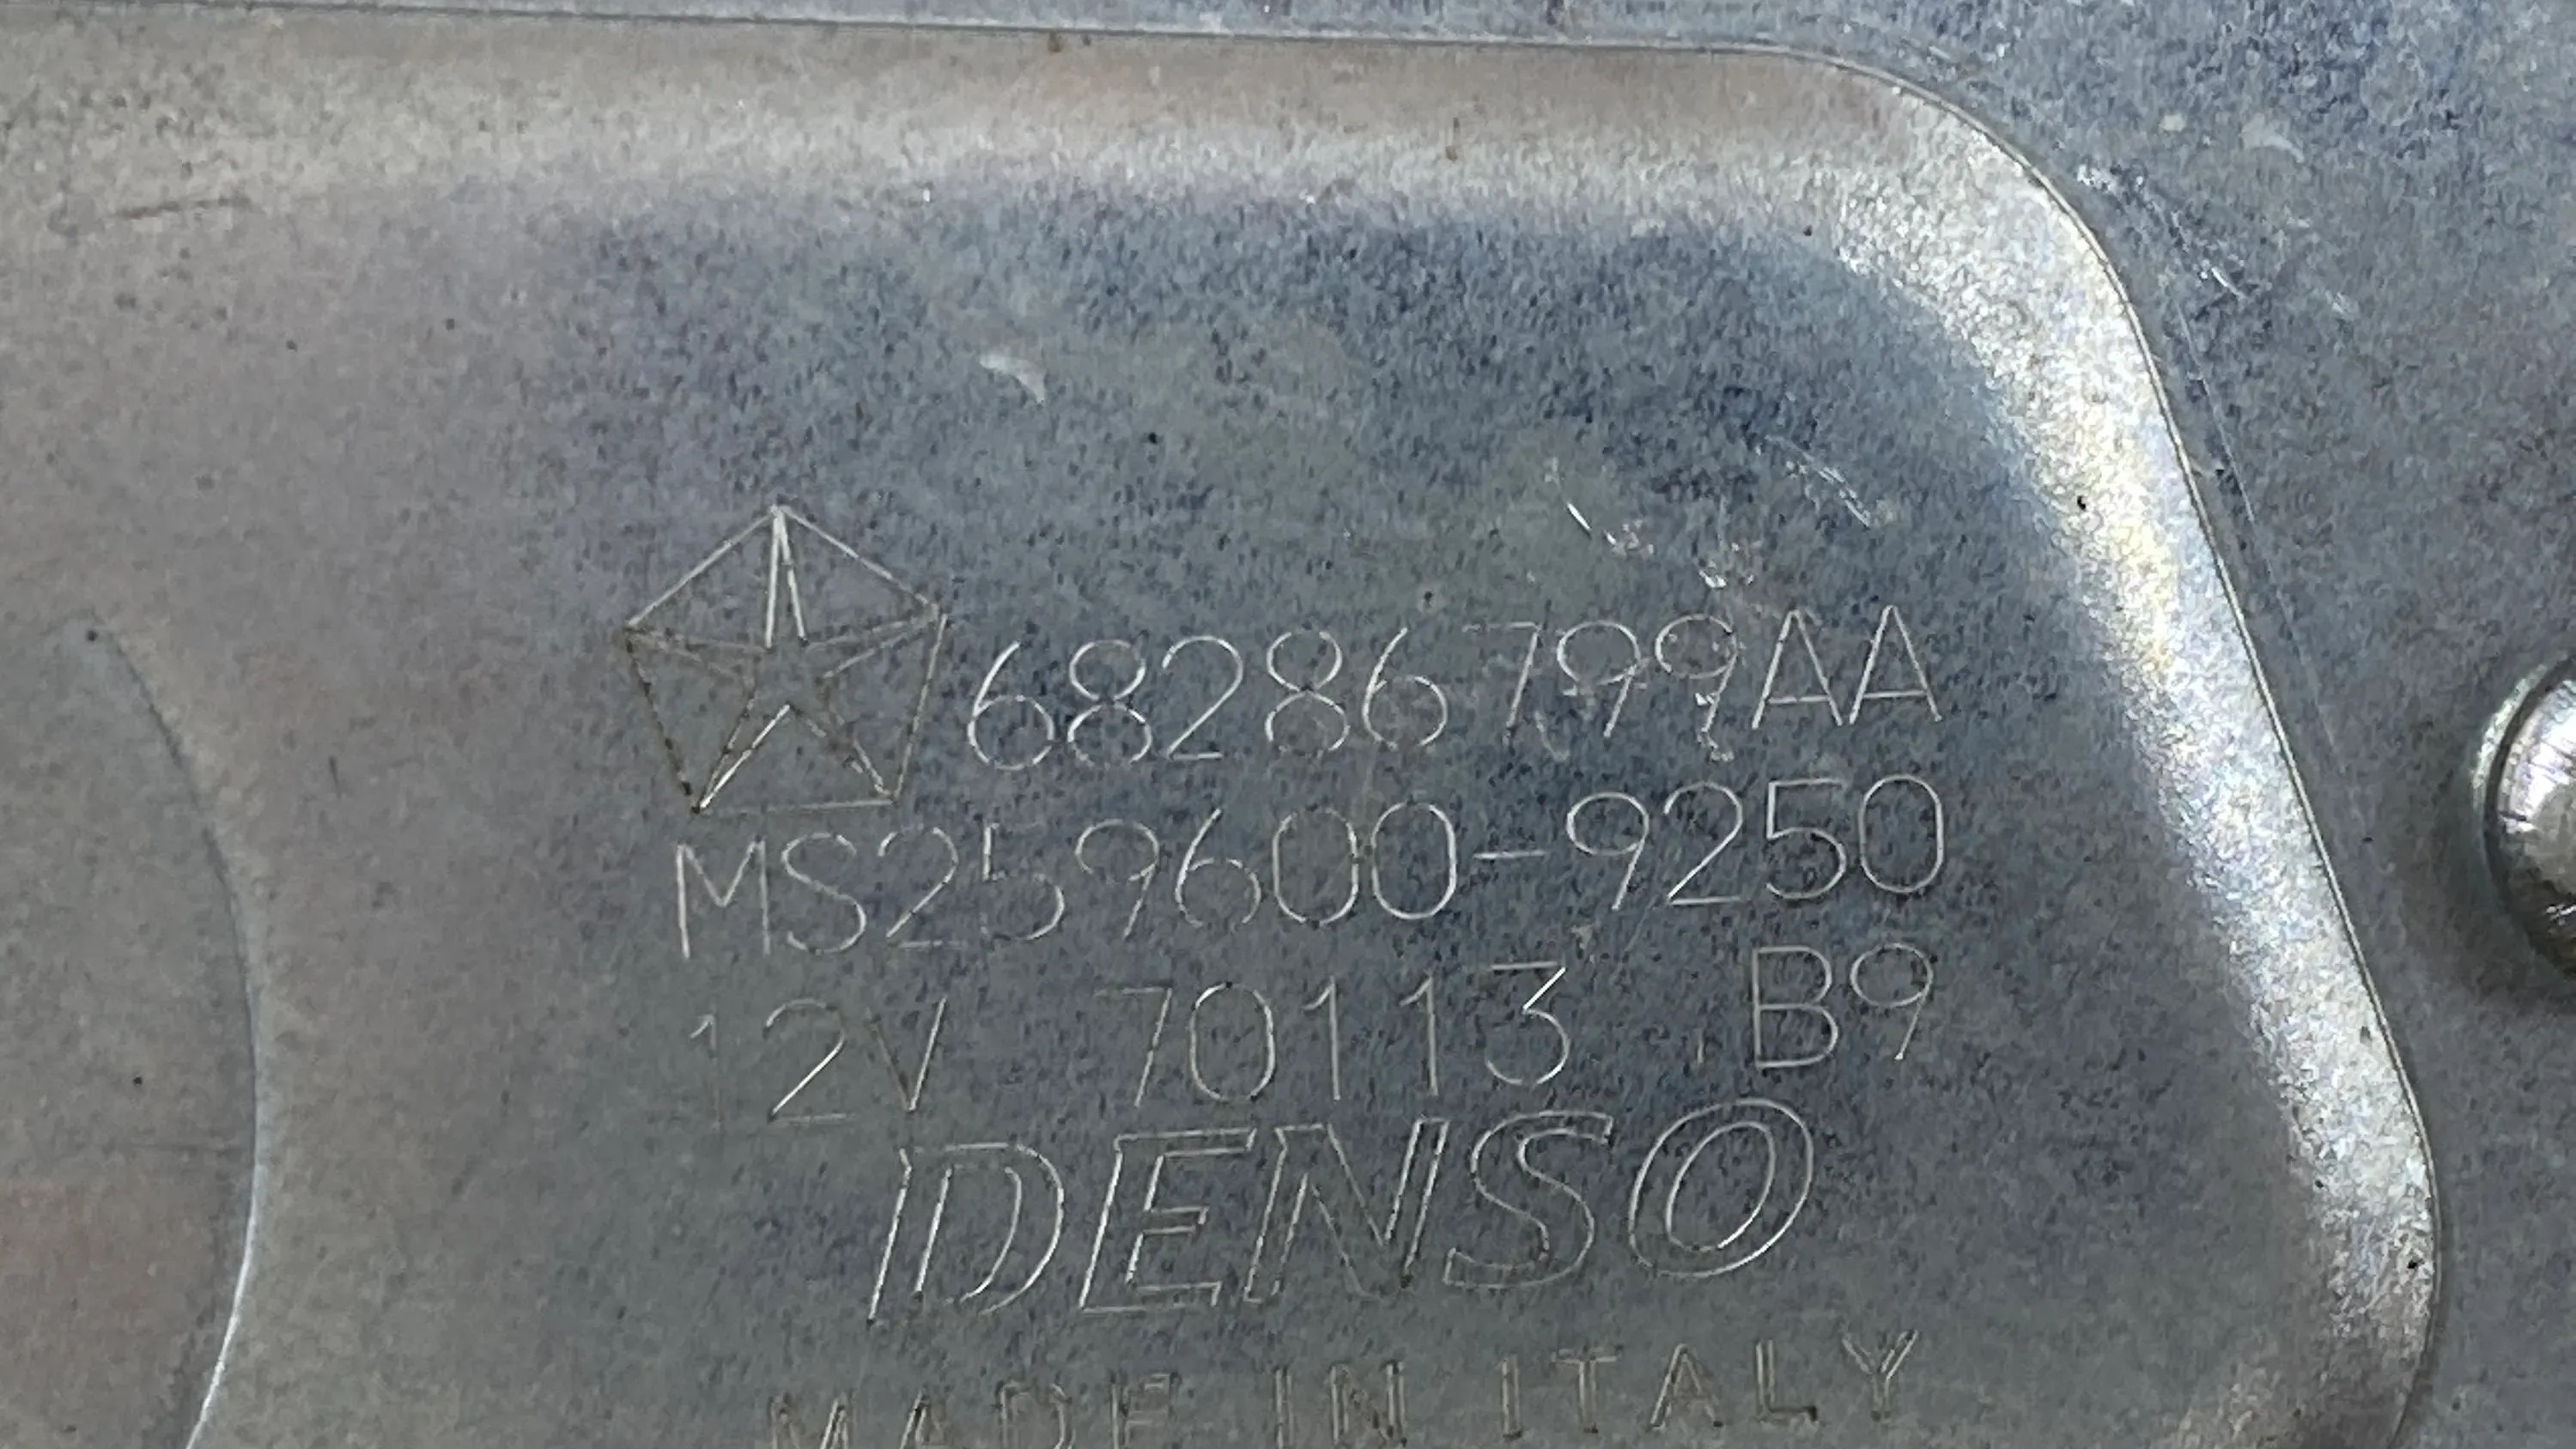 68286799AA
MS259600-9250
12V 70113 B9
DENSO
MADE IN ITALY